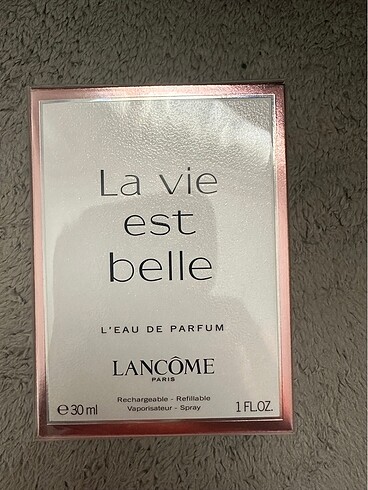 La vie
est
belle
L'EAU DE PARFUM
LANCÔME
PARIS
Rechargeable - Refillable
℮ 30 ml Vaporisateur - Spray 1 FL.OZ.